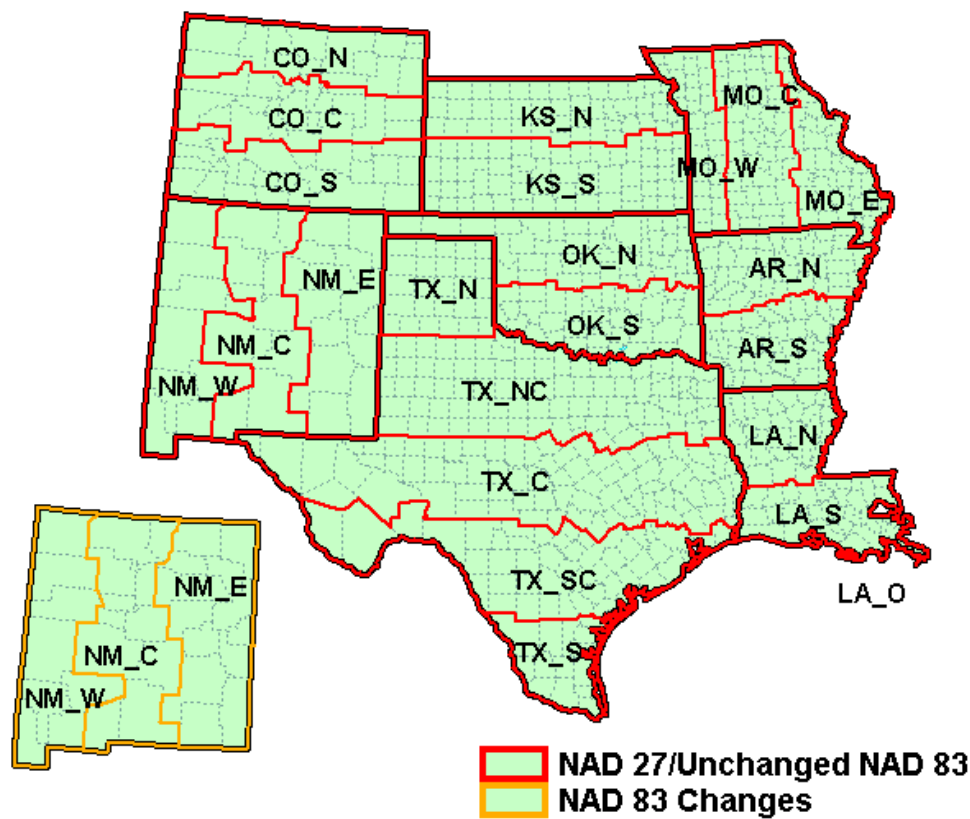 CO_N
CO_C
CO_S
KS_N
KS_S
MO_C
MO_W
MO_E
NM_E
NM_C
NM_W
TX_N
OK_N
OK_S
AR_N
AR_S
TX_NC
LA_N
TX_C
LA_S
TX_SC
LA_O
TX_S
NM_E
NM_C
NM_W
NAD 27/Unchanged NAD 83
NAD 83 Changes